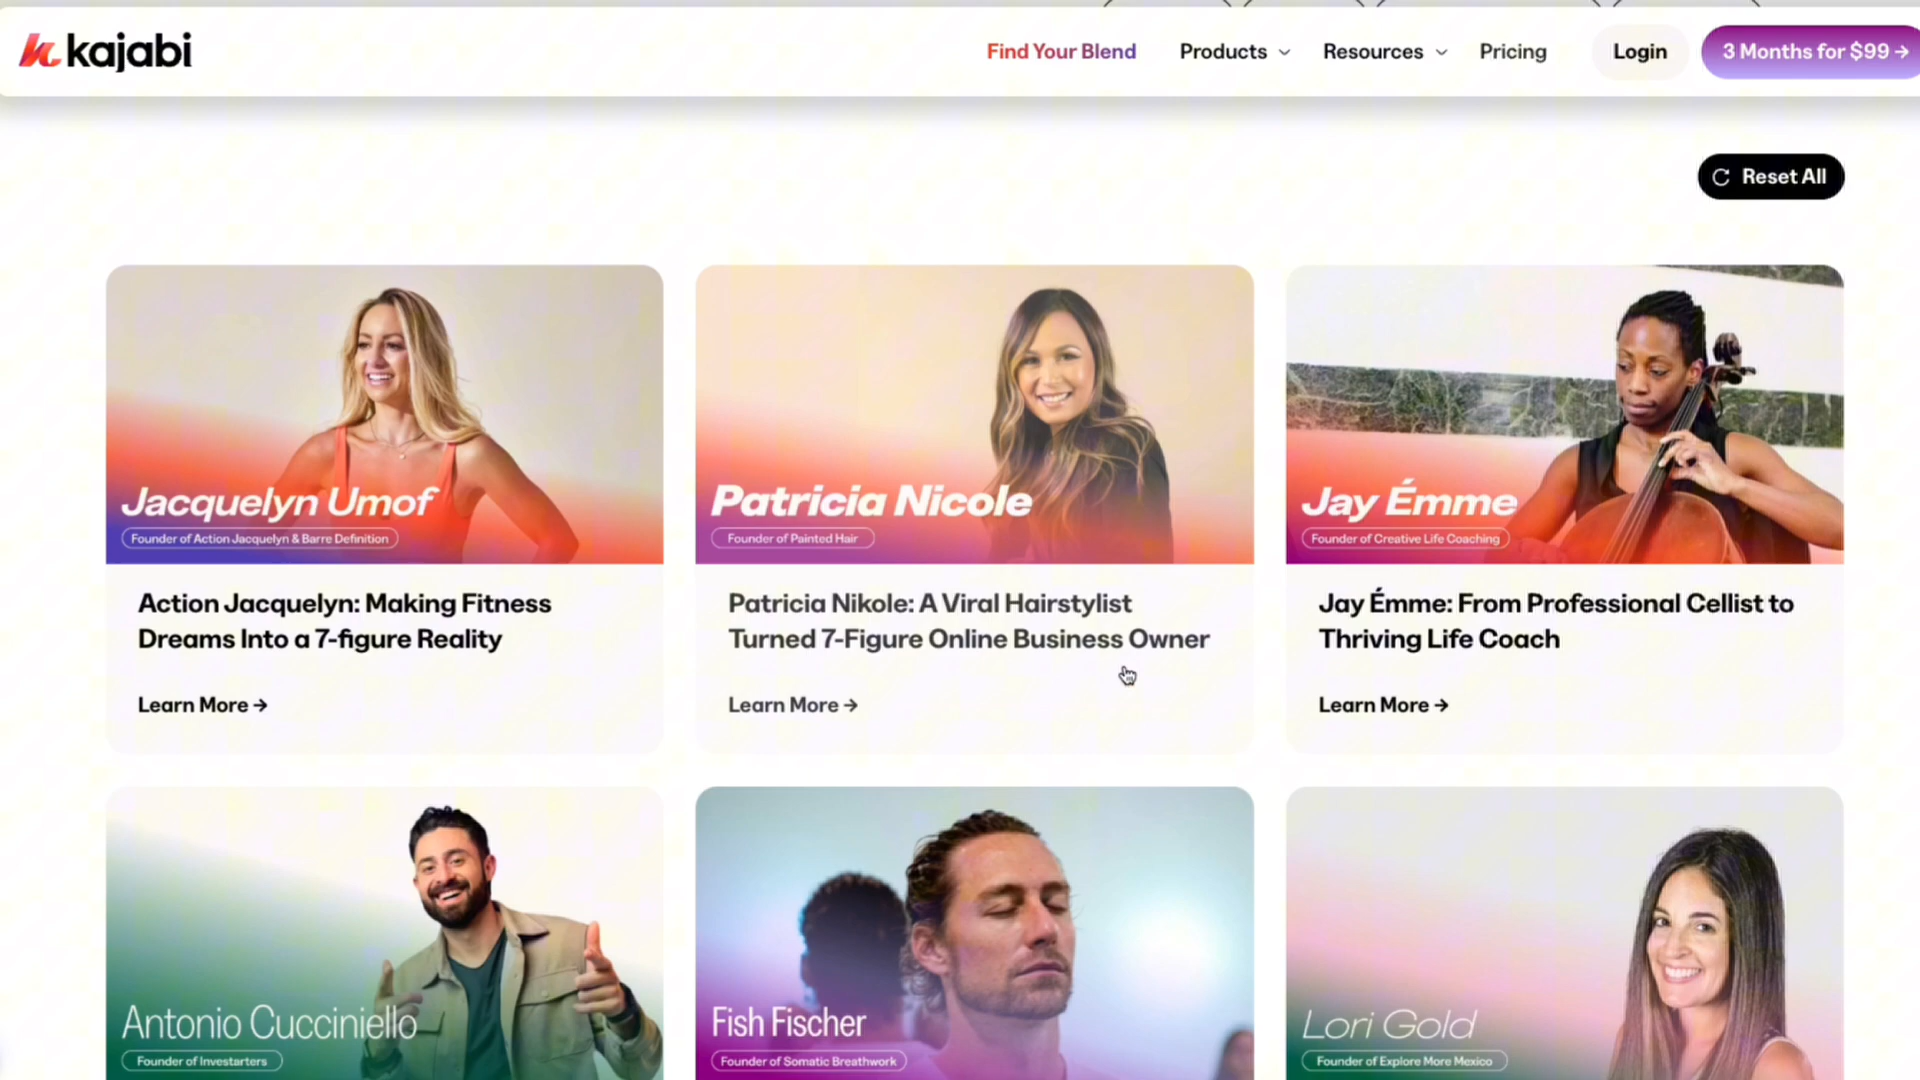 kajabi
Find Your Blend
Products
Resources
Pricing
Login
3 Months for $99 →
Reset All
Jacquelyn Umof
Founder of Action Jacquelyn & Barre Definition
Action Jacquelyn: Making Fitness
Dreams Into a 7-figure Reality
Learn More →
Patricia Nicole
Founder of Painted Hair
Patricia Nikole: A Viral Hairstylist
Turned 7-Figure Online Business Owner
Learn More →
Jay Émme
Founder of Creative Life Coaching
Jay Émme: From Professional Cellist to
Thriving Life Coach
Learn More →
Antonio Cucciniello
Founder of Investarters
Fish Fischer
Founder of Somatic Breathwork
Lori Gold
Founder of Explore More Mexico